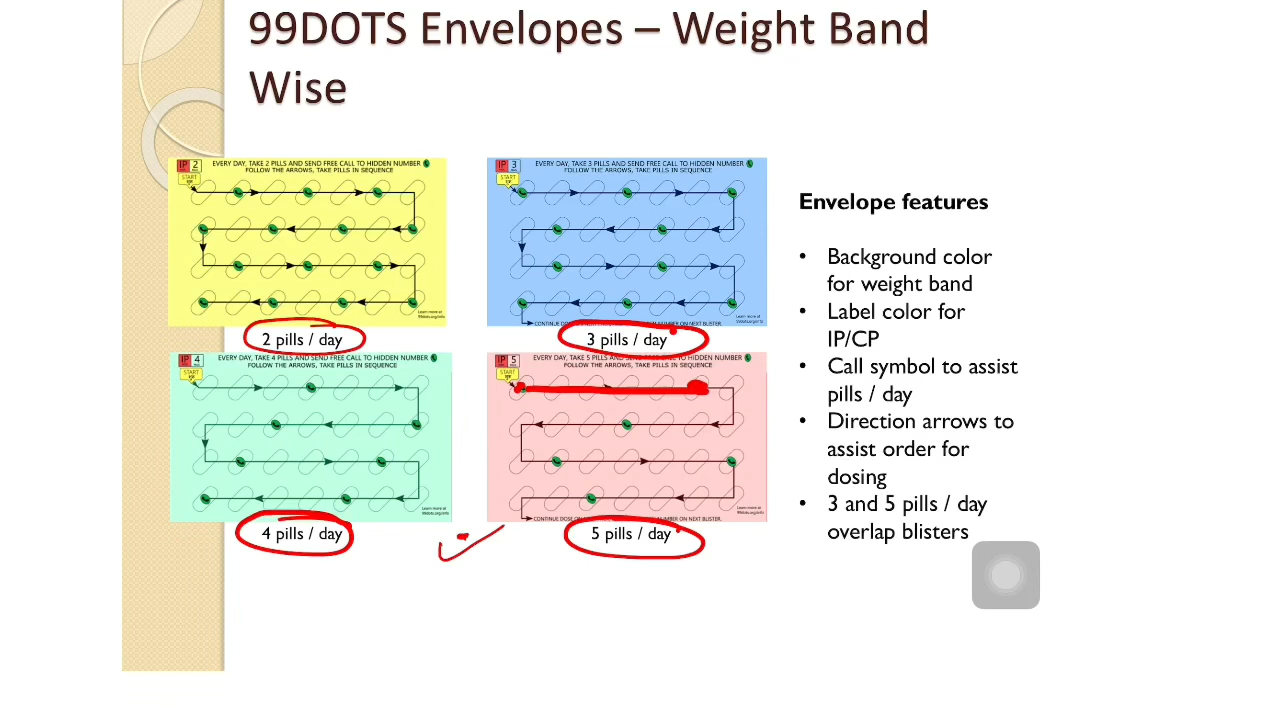 99DOTS Envelopes – Weight Band
Wise
IP 2
EVERY DAY, TAKE 2 PILLS AND SEND FREE CALL TO HIDDEN NUMBER
FOLLOW THE ARROWS, TAKE PILLS IN SEQUENCE
START
2 pills / day
IP 3
EVERY DAY, TAKE 3 PILLS AND SEND FREE CALL TO HIDDEN NUMBER
FOLLOW THE ARROWS, TAKE PILLS IN SEQUENCE
START
3 pills / day
IP 4
EVERY DAY, TAKE 4 PILLS AND SEND FREE CALL TO HIDDEN NUMBER
FOLLOW THE ARROWS, TAKE PILLS IN SEQUENCE
START
4 pills / day
IP 5
EVERY DAY, TAKE 5 PILLS AND SEND FREE CALL TO HIDDEN NUMBER
FOLLOW THE ARROWS, TAKE PILLS IN SEQUENCE
START
CONTINUE DOSE ON NUMBER ON NEXT BLISTER.
5 pills / day
Envelope features
• Background color
for weight band
• Label color for
IP/CP
• Call symbol to assist
pills / day
• Direction arrows to
assist order for
dosing
• 3 and 5 pills / day
overlap blisters